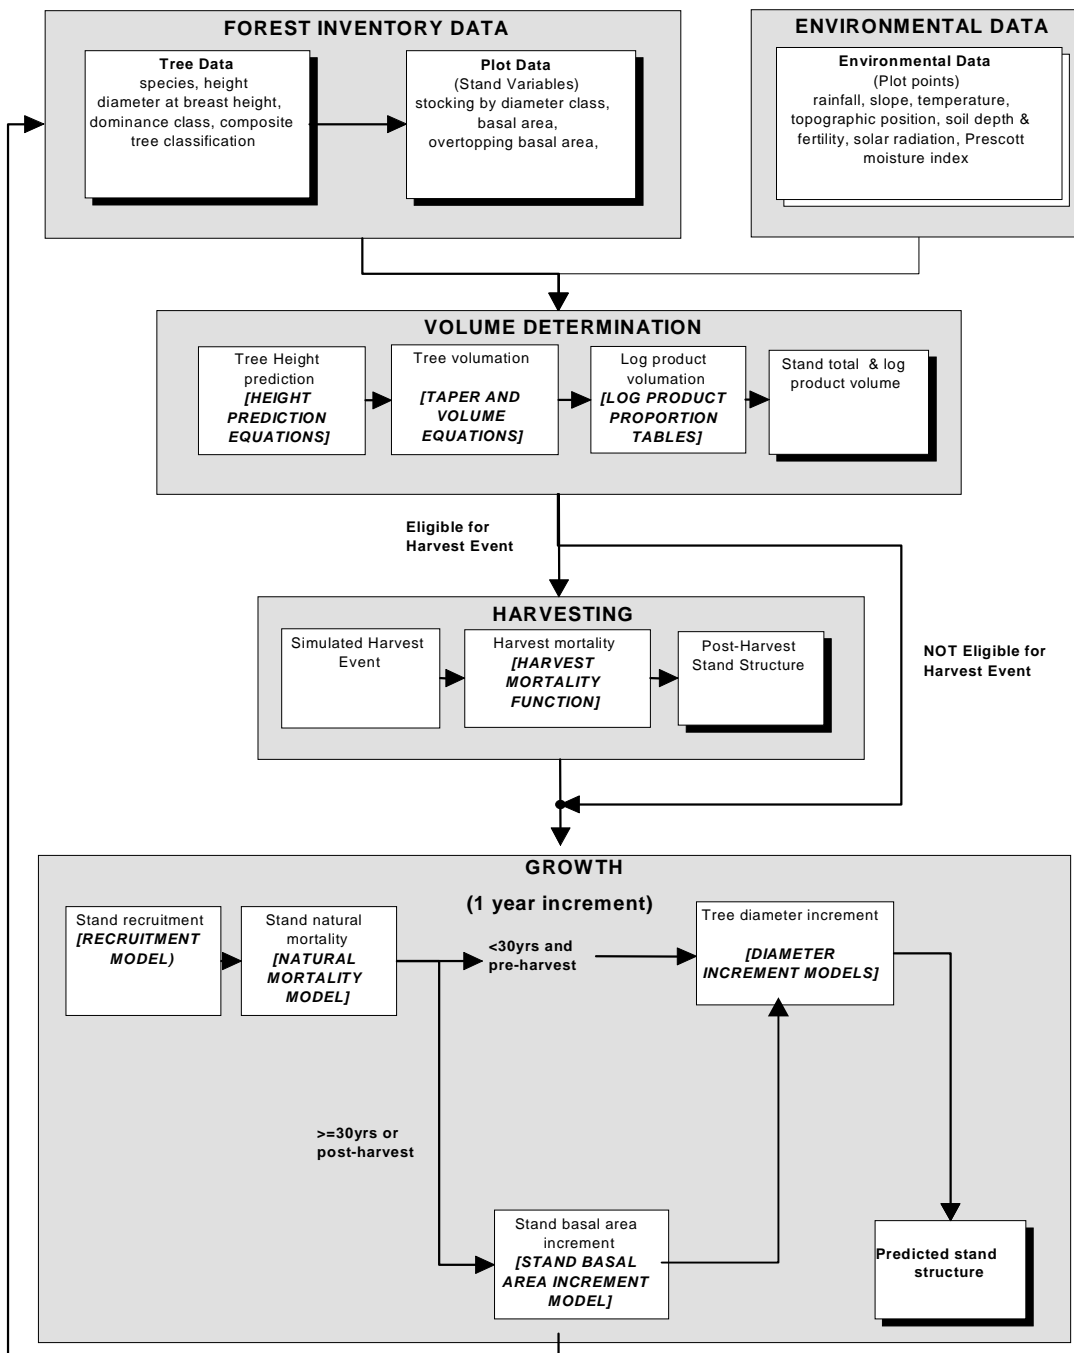 FOREST INVENTORY DATA
Tree Data
species, height
diameter at breast height,
dominance class, composite
tree classification
Plot Data
(Stand Variables)
stocking by diameter class,
basal area,
overtopping basal area,
ENVIRONMENTAL DATA
Environmental Data
(Plot points)
rainfall, slope, temperature,
topographic position, soil depth &
fertility, solar radiation, Prescott
moisture index
VOLUME DETERMINATION
Tree Height
prediction
[HEIGHT
PREDICTION
EQUATIONS]
Tree volumation
[TAPER AND
VOLUME
EQUATIONS]
Log product
volumation
[LOG PRODUCT
PROPORTION
TABLES]
Stand total & log
product volume
Eligible for
Harvest Event
NOT Eligible for
Harvest Event
HARVESTING
Simulated Harvest
Event
Harvest mortality
[HARVEST
MORTALITY
FUNCTION]
Post-Harvest
Stand Structure
GROWTH
(1 year increment)
Stand recruitment
[RECRUITMENT
MODEL)
Stand natural
mortality
[NATURAL
MORTALITY
MODEL]
<30yrs and
pre-harvest
Tree diameter increment
[DIAMETER
INCREMENT MODELS]
>=30yrs or
post-harvest
Stand basal area
increment
[STAND BASAL
AREA INCREMENT
MODEL]
Predicted stand
structure